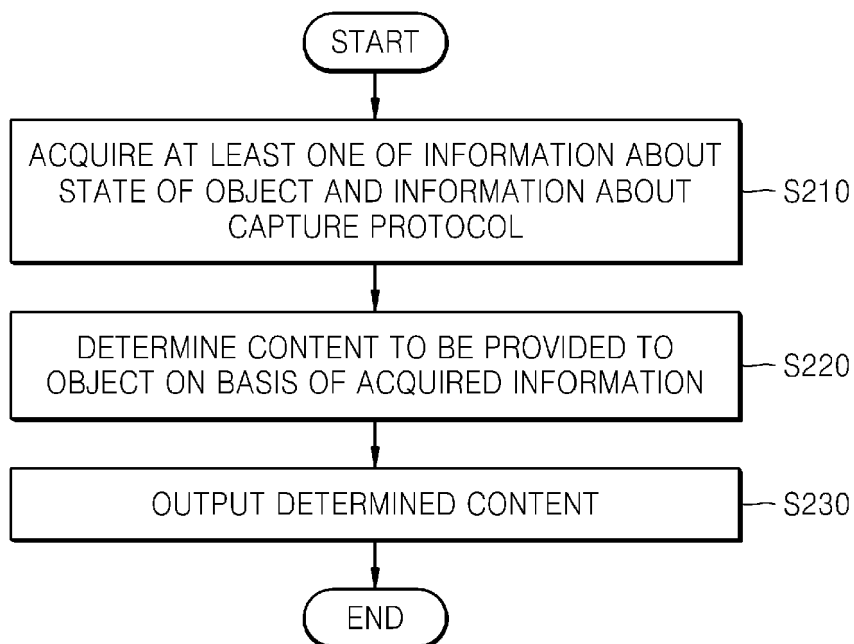 START
ACQUIRE AT LEAST ONE OF INFORMATION ABOUT
STATE OF OBJECT AND INFORMATION ABOUT
CAPTURE PROTOCOL
S210
DETERMINE CONTENT TO BE PROVIDED TO
OBJECT ON BASIS OF ACQUIRED INFORMATION
S220
OUTPUT DETERMINED CONTENT
S230
END